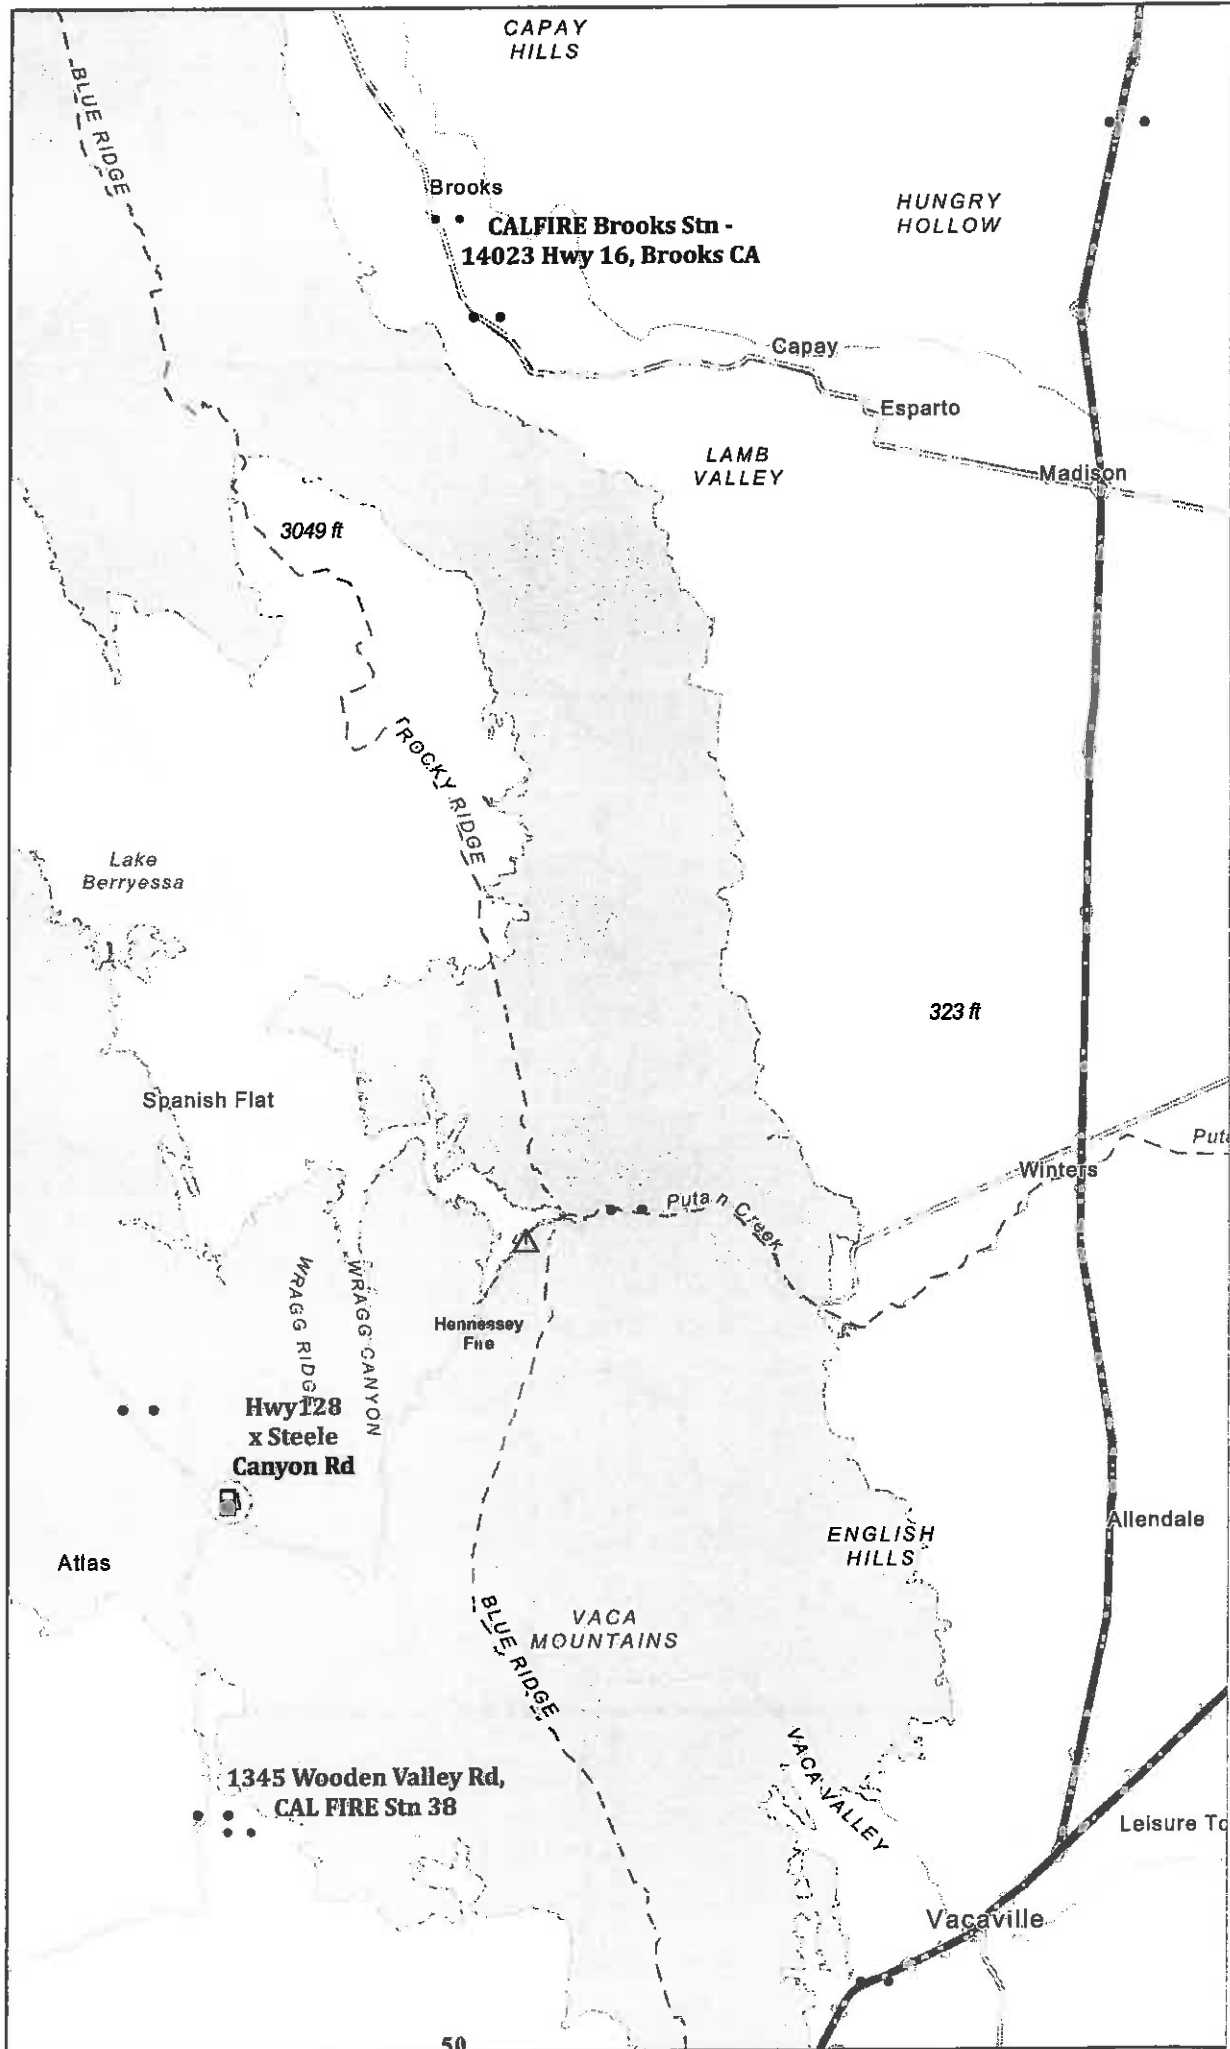 CAPAY
HILLS
BLUE RIDGE
Brooks
HUNGRY
HOLLOW
CALFIRE Brooks Stn -
14023 Hwy 16, Brooks CA
Capay
Esparto
LAMB
VALLEY
Madison
3049 ft
ROCKY RIDGE
Lake
Berryessa
323 ft
Spanish Flat
Puta
Winters
Putah Creek
WRAGG RIDGE
WRAGG CANYON
Hennessey
Fire
Hwy128
x Steele
Canyon Rd
Allendale
ENGLISH
HILLS
Atlas
BLUE RIDGE
VACA
MOUNTAINS
VACA VALLEY
1345 Wooden Valley Rd,
CAL FIRE Stn 38
Leisure To
Vacaville
50